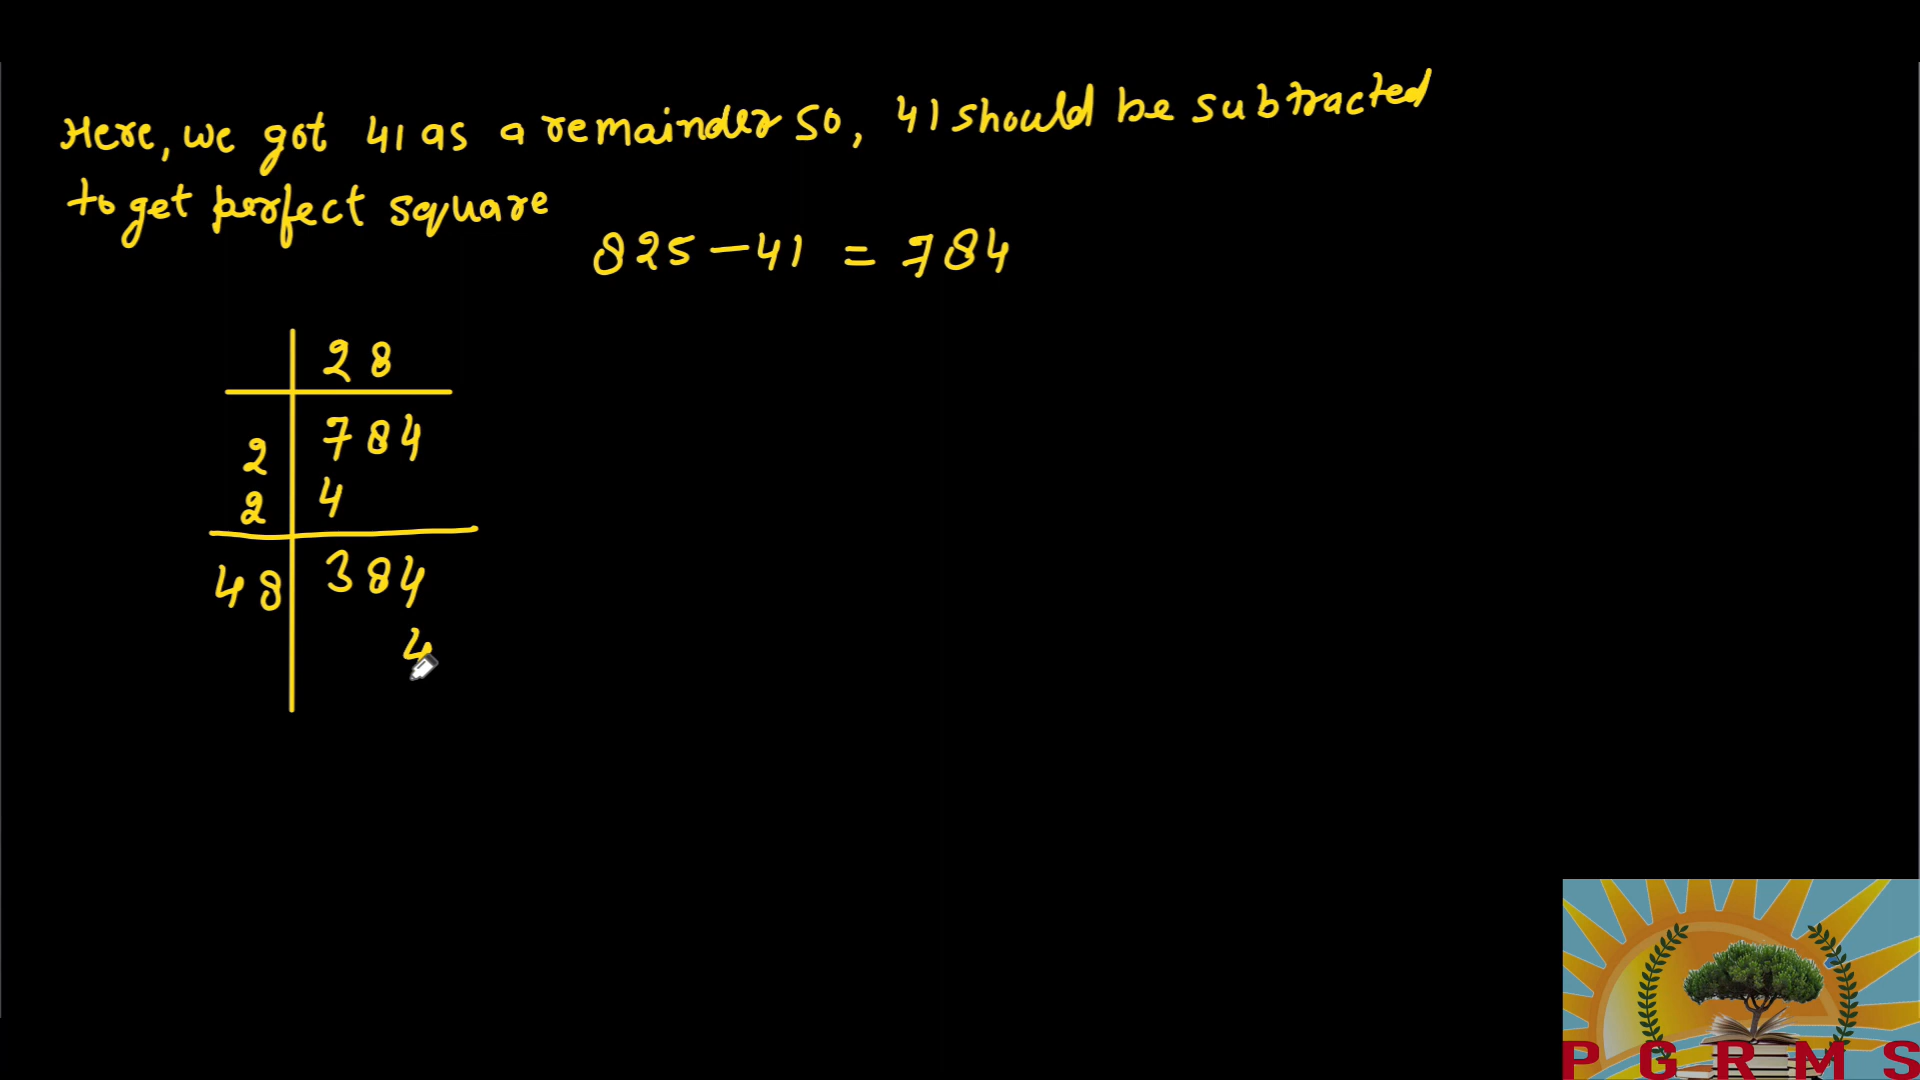 Here, we got 41 as a remainder so, 41 should be subtracted
to get perfect square
825 - 41 = 784
28
2 784
2 4
48 384
4
P G R M S